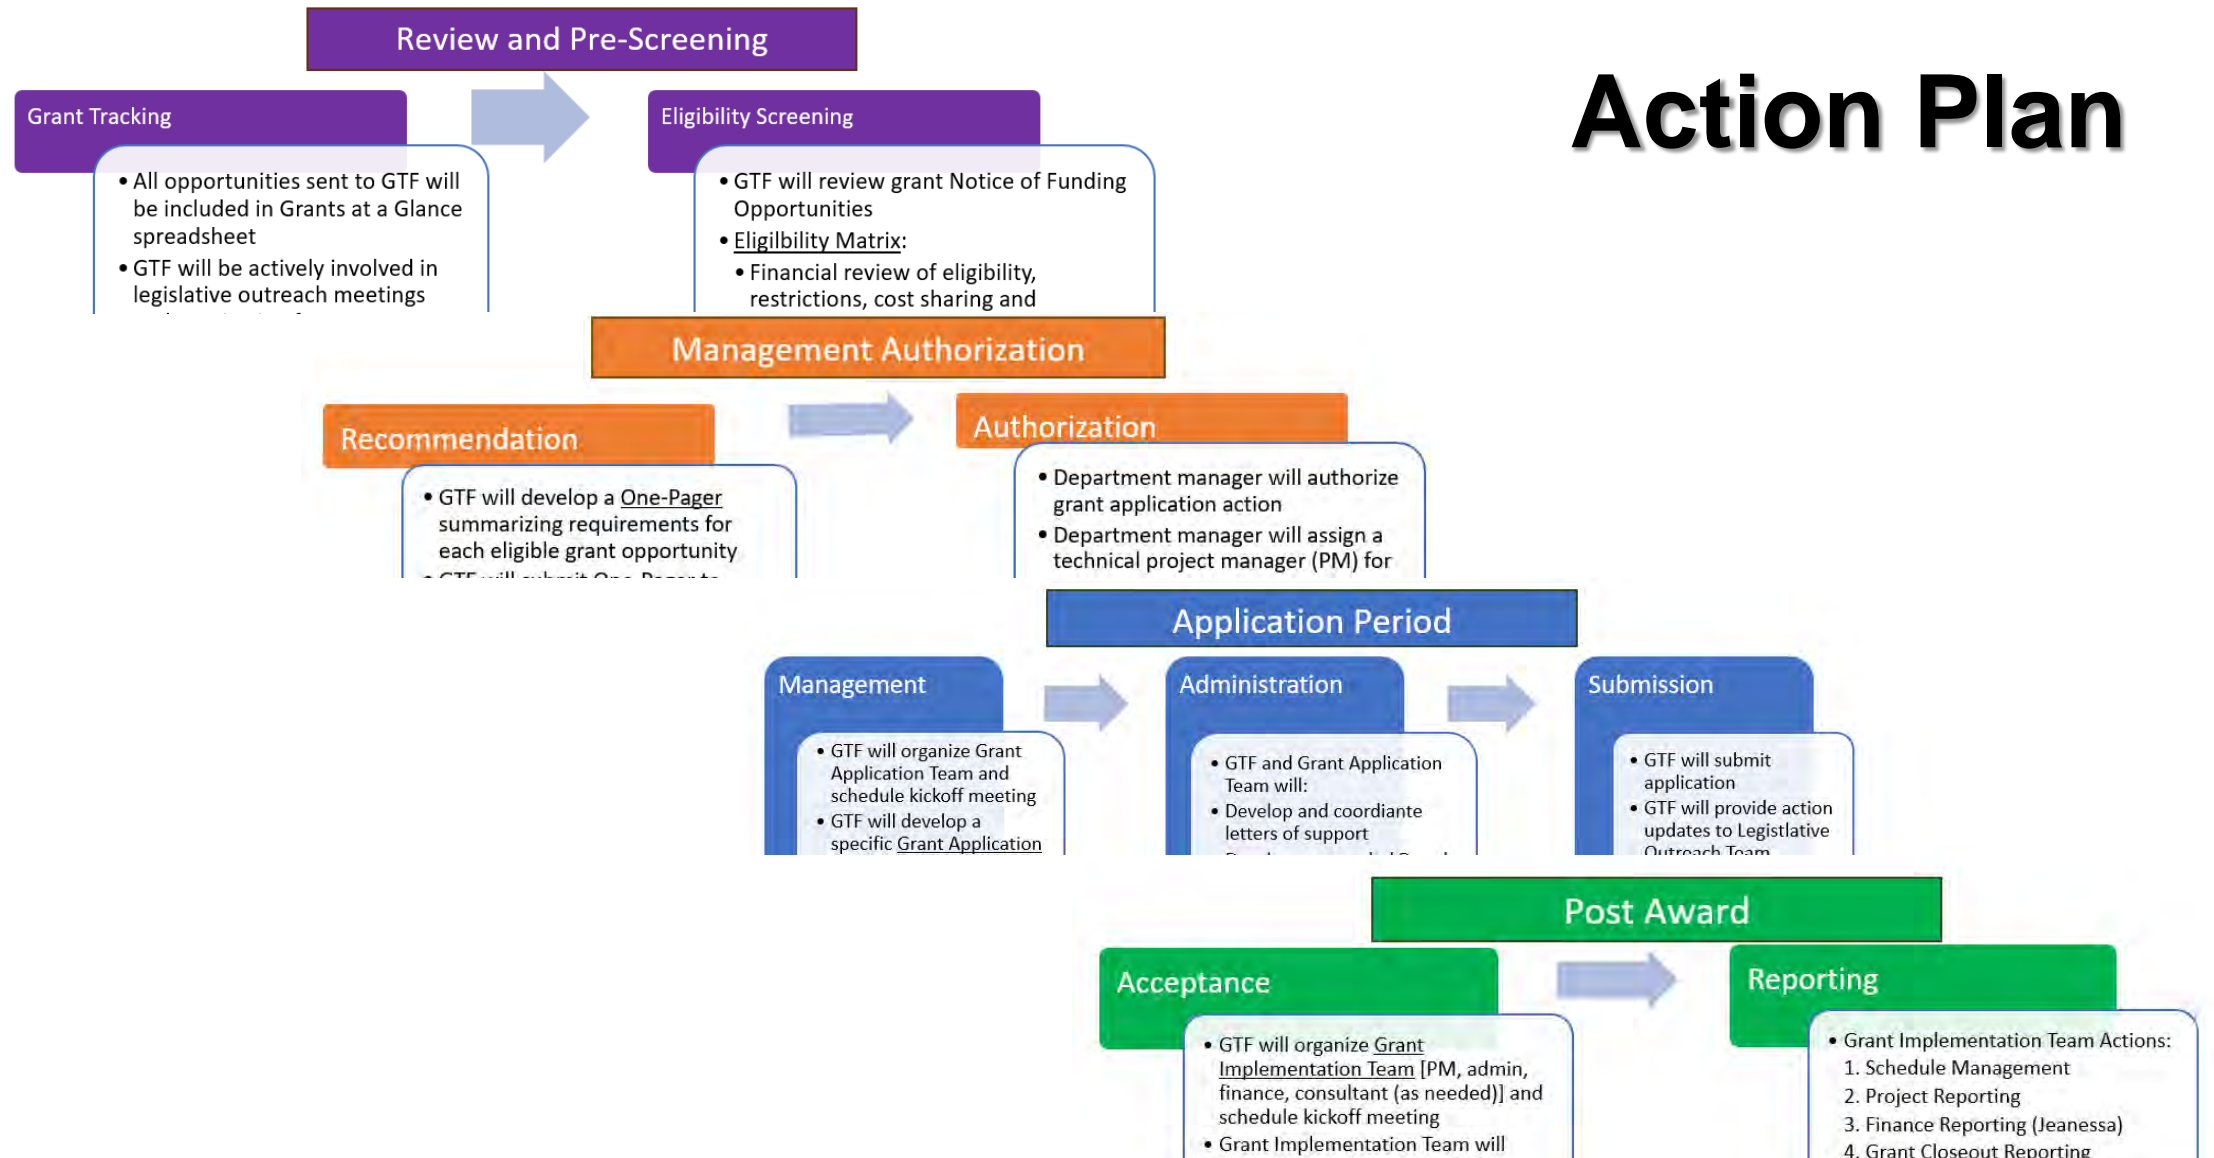 Action Plan
Review and Pre-Screening
Grant Tracking
• All opportunities sent to GTF will
be included in Grants at a Glance
spreadsheet
• GTF will be actively involved in
legislative outreach meetings
Eligibility Screening
• GTF will review grant Notice of Funding
Opportunities
• Eligilbility Matrix:
• Financial review of eligibility,
restrictions, cost sharing and
Management Authorization
Recommendation
• GTF will develop a One-Pager
summarizing requirements for
each eligible grant opportunity
• GTF will submit One-Pager to
Authorization
• Department manager will authorize
grant application action
• Department manager will assign a
technical project manager (PM) for
Application Period
Management
• GTF will organize Grant
Application Team and
schedule kickoff meeting
• GTF will develop a
specific Grant Application
Administration
• GTF and Grant Application
Team will:
• Develop and coordiante
letters of support
Submission
• GTF will submit
application
• GTF will provide action
updates to Legistlative
Outreach Team
Post Award
Acceptance
• GTF will organize Grant
Implementation Team [PM, admin,
finance, consultant (as needed)] and
schedule kickoff meeting
• Grant Implementation Team will
Reporting
• Grant Implementation Team Actions:
1. Schedule Management
2. Project Reporting
3. Finance Reporting (Jeanessa)
4. Grant Closeout Reporting